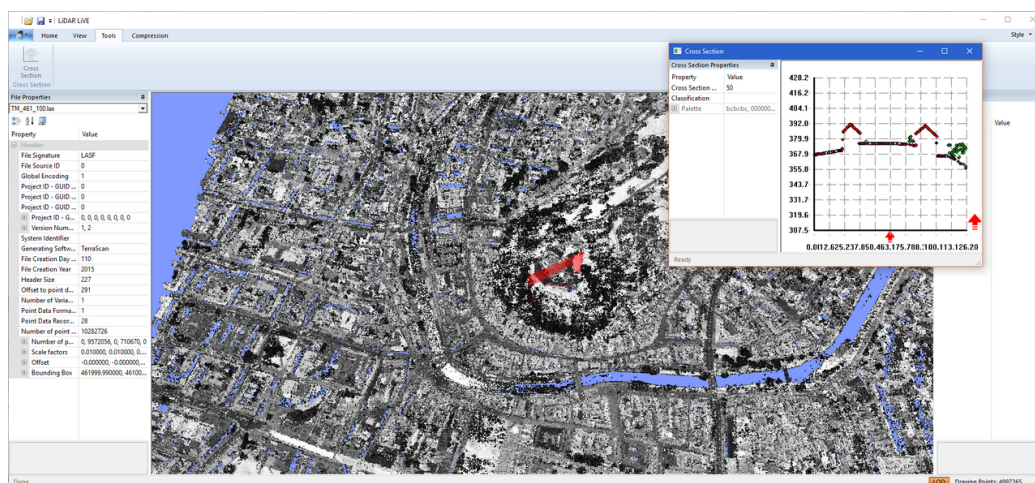 LiDAR LiVE
Home View Tools Compression
Style
Cross Section
Cross Section
File Properties
TM_461_100.las
Property Value
Header
File Signature LASF
File Source ID 0
Global Encoding 1
Project ID - GUID ... 0
Project ID - GUID ... 0
Project ID - GUID ... 0
Project ID - G... 0, 0, 0, 0, 0, 0, 0, 0
Version Num... 1, 2
System Identifier
Generating Softw... TerraScan
File Creation Day ... 110
File Creation Year 2015
Header Size 227
Offset to point d... 291
Number of Varia... 1
Point Data Forma... 1
Point Data Recor... 28
Number of point ... 10282726
Number of p... 0, 9572056, 0, 710670, 0
Scale factors 0.010000, 0.010000, 0....
Offset -0.000000, -0.000000,...
Bounding Box 461999.990000, 46100...
Cross Section
Cross Section Properties
Property Value
Cross Section ... 50
Classification
Palette bcbcbc, 000000...
428.2
416.2
404.1
392.0
379.9
367.9
355.8
343.7
331.7
319.6
307.5
Ready
Value
Done
LOD Drawing Points: 4997365